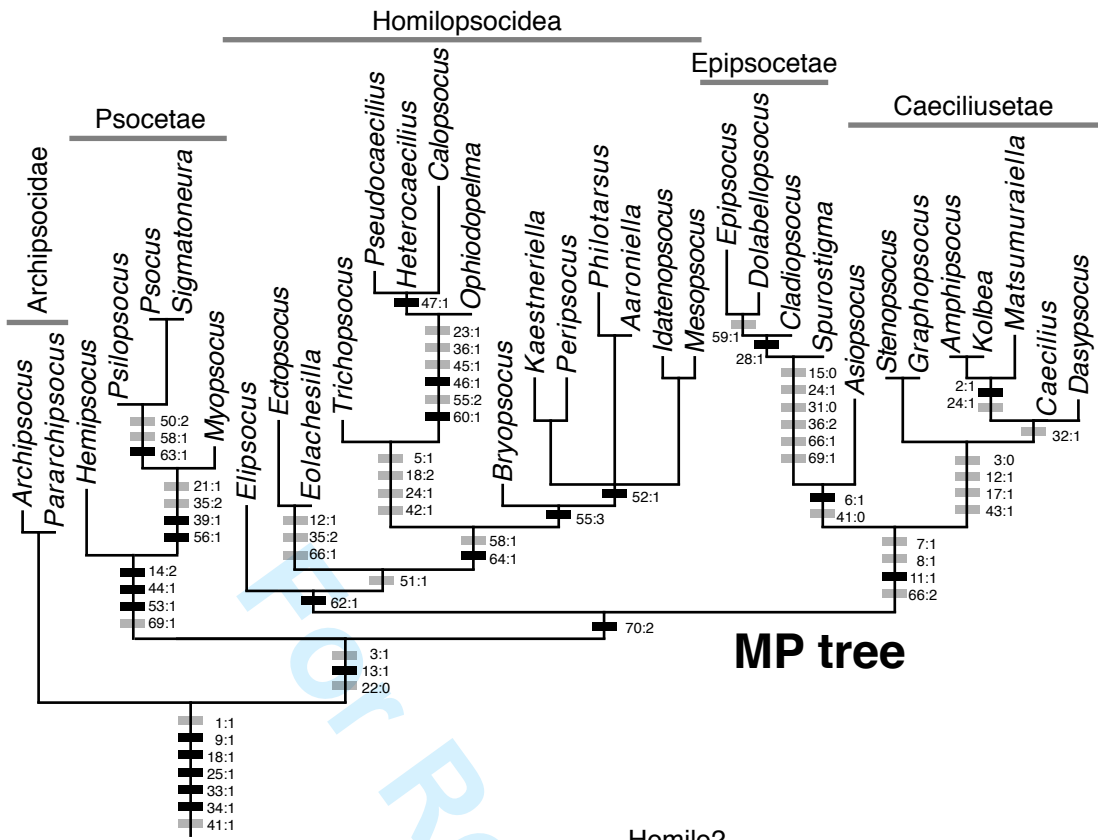 Homilopsocidea
Epipsocetae
Psocetae
Caeciliusetae
Archipsocidae
Archipsocus
Pararchipsocus
Hemipsocus
Psilopsocus
Psocus
Sigmatoneura
Myopsocus
Elipsocus
Ectopsocus
Eolachesilla
Trichopsocus
Pseudocaecilius
Heterocaecilius
Calopsocus
Ophiodopelma
Bryopsocus
Kaestneriella
Peripsocus
Philotarsus
Aaroniella
Idatenopsocus
Mesopsocus
Epipsocus
Dolabellopsocus
Cladiopsocus
Spurostigma
Asiopsocus
Stenopsocus
Graphopsocus
Amphipsocus
Kolbea
Matsumuraiella
Caecilius
Dasypsocus
47:1
23:1
36:1
45:1
46:1
55:2
60:1
59:1
28:1
15:0
24:1
31:0
36:2
66:1
69:1
2:1
24:1
32:1
50:2
58:1
63:1
21:1
35:2
39:1
56:1
12:1
35:2
66:1
5:1
18:2
24:1
42:1
52:1
55:3
6:1
41:0
3:0
12:1
17:1
43:1
58:1
64:1
51:1
7:1
8:1
11:1
66:2
14:2
44:1
53:1
69:1
62:1
70:2
MP tree
3:1
13:1
22:0
1:1
9:1
18:1
25:1
33:1
34:1
41:1
For Re